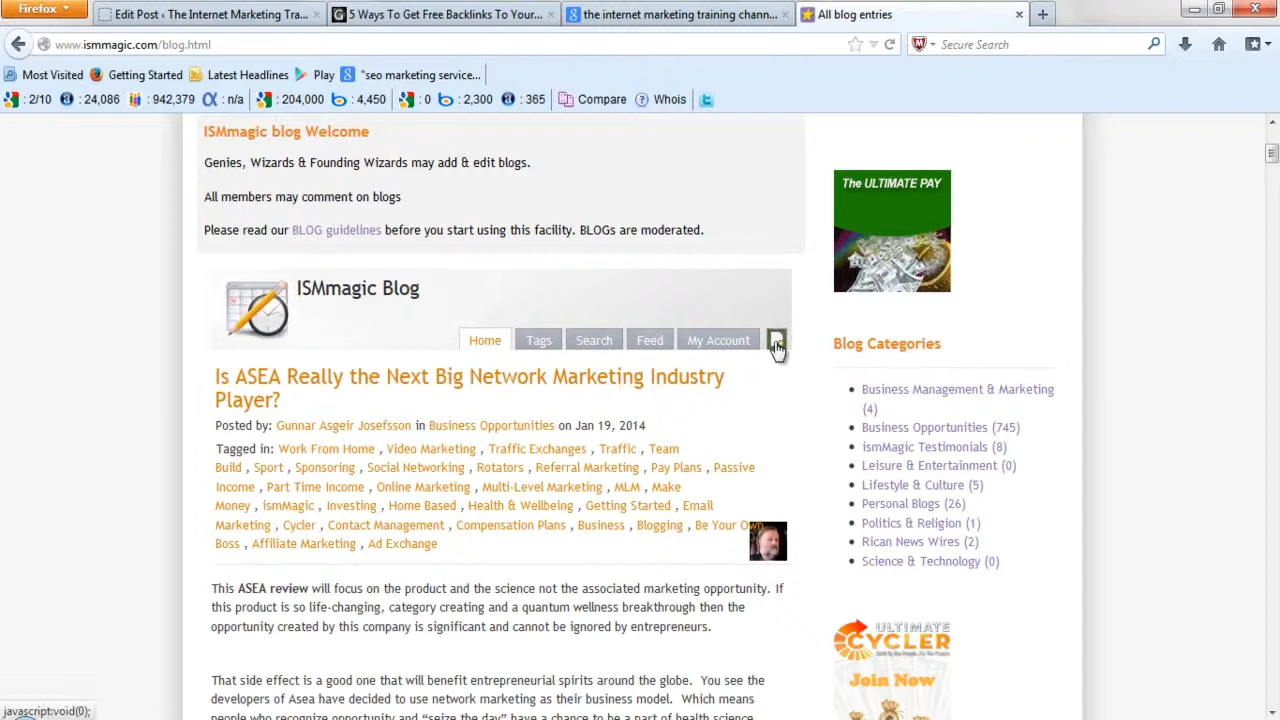 Firefox
Edit Post ‹ The Internet Marketing Tra...
5 Ways To Get Free Backlinks To Your...
the internet marketing training chann...
All blog entries
www.ismmagic.com/blog.html
Secure Search
Most Visited
Getting Started
Latest Headlines
Play
"seo marketing service...
: 2/10
: 24,086
: 942,379
: n/a
: 204,000
: 4,450
: 0
: 2,300
: 365
Compare
Whois
ISMmagic blog Welcome
Genies, Wizards & Founding Wizards may add & edit blogs.
All members may comment on blogs
Please read our BLOG guidelines before you start using this facility. BLOGs are moderated.
ISMmagic Blog
Home
Tags
Search
Feed
My Account
Is ASEA Really the Next Big Network Marketing Industry
Player?
Posted by: Gunnar Asgeir Josefsson in Business Opportunities on Jan 19, 2014
Tagged in: Work From Home , Video Marketing , Traffic Exchanges , Traffic , Team
Build , Sport , Sponsoring , Social Networking , Rotators , Referral Marketing , Pay Plans , Passive
Income , Part Time Income , Online Marketing , Multi-Level Marketing , MLM , Make
Money , ismMagic , Investing , Home Based , Health & Wellbeing , Getting Started , Email
Marketing , Cycler , Contact Management , Compensation Plans , Business , Blogging , Be Your Own
Boss , Affiliate Marketing , Ad Exchange
This ASEA review will focus on the product and the science not the associated marketing opportunity. If
this product is so life-changing, category creating and a quantum wellness breakthrough then the
opportunity created by this company is significant and cannot be ignored by entrepreneurs.
That side effect is a good one that will benefit entrepreneurial spirits around the globe. You see the
developers of Asea have decided to use network marketing as their business model. Which means
people who recognize opportunity and "seize the day" have a chance to be a part of health science
The ULTIMATE PAY
Blog Categories
Business Management & Marketing
(4)
Business Opportunities (745)
ismMagic Testimonials (8)
Leisure & Entertainment (0)
Lifestyle & Culture (5)
Personal Blogs (26)
Politics & Religion (1)
Rican News Wires (2)
Science & Technology (0)
ULTIMATE
CYCLER
Join Now
javascript:void(0);